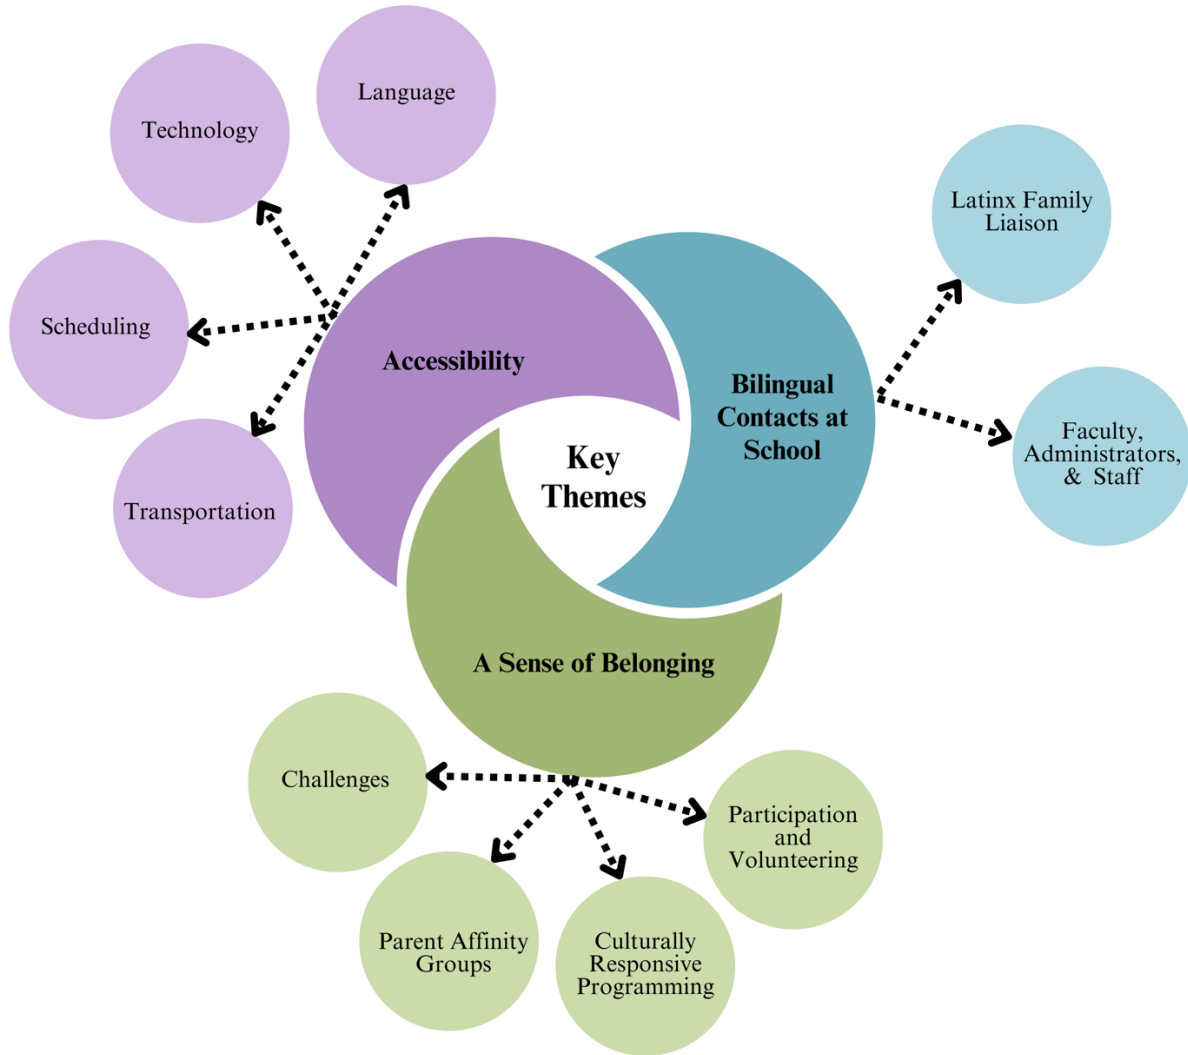 Language
Technology
Scheduling
Transportation
Accessibility
Bilingual
Contacts at
School
Key
Themes
A Sense of Belonging
Latinx Family
Liaison
Faculty,
Administrators,
& Staff
Challenges
Parent Affinity
Groups
Culturally
Responsive
Programming
Participation
and
Volunteering